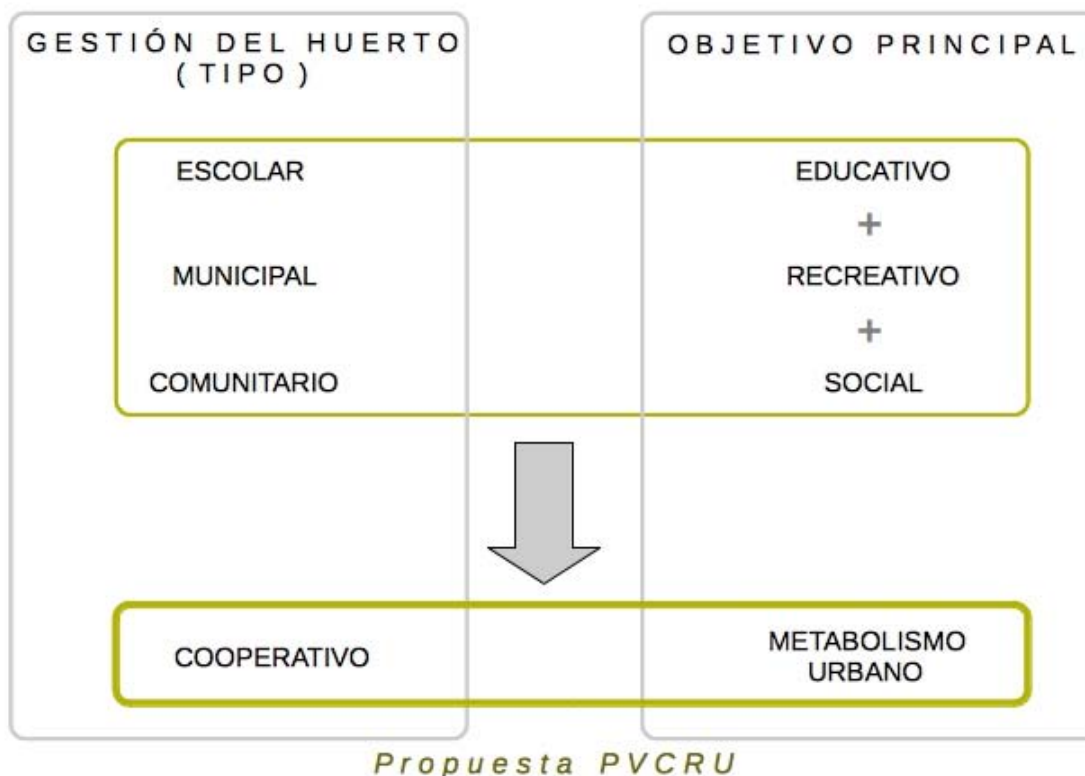 GESTIÓN DEL HUERTO
( TIPO )
OBJETIVO PRINCIPAL
ESCOLAR
EDUCATIVO
+
MUNICIPAL
RECREATIVO
+
COMUNITARIO
SOCIAL
COOPERATIVO
METABOLISMO
URBANO
Propuesta PVCRU